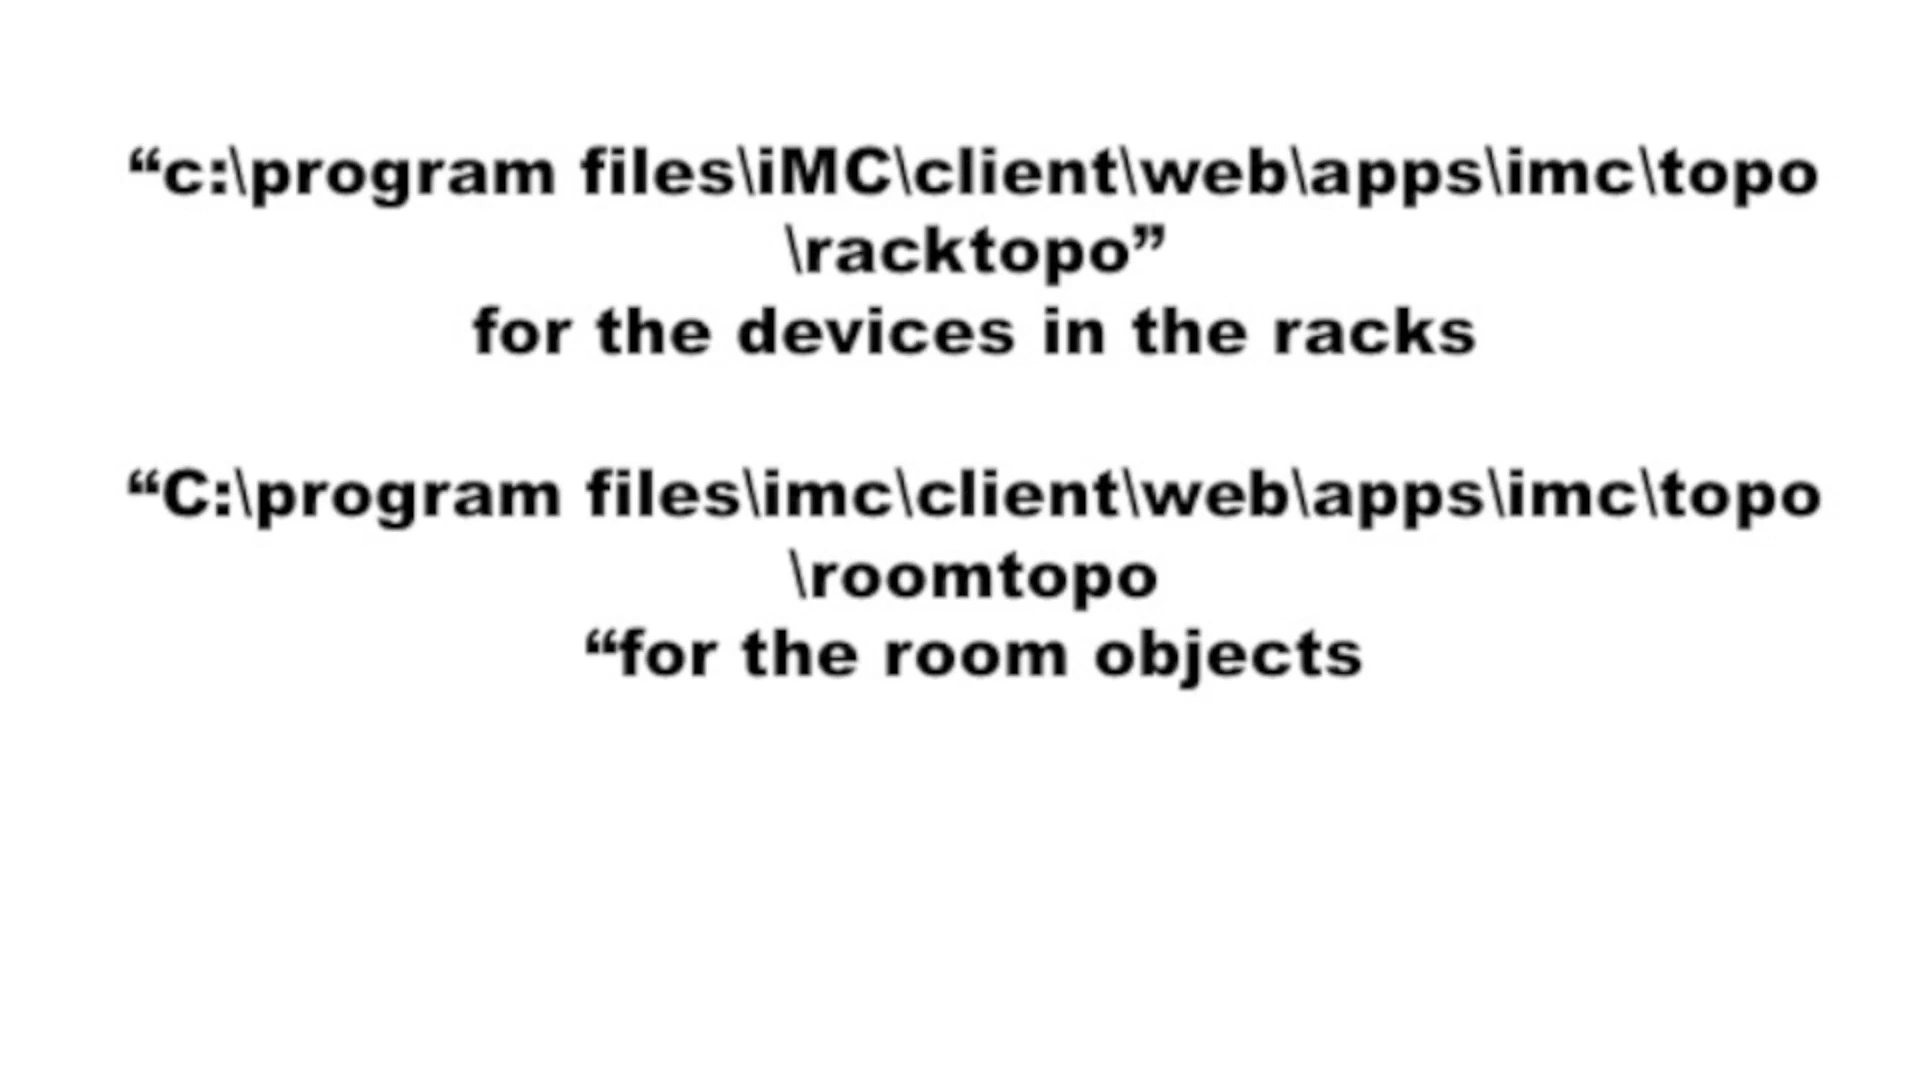 “c:\program files\iMC\client\web\apps\imc\topo
\racktopo”
for the devices in the racks
“C:\program files\imc\client\web\apps\imc\topo
\roomtopo
“for the room objects